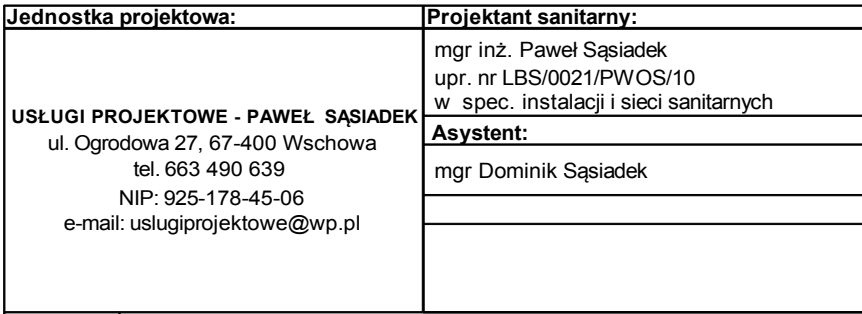 Jednostka projektowa:
USŁUGI PROJEKTOWE - PAWEŁ SĄSIADEK
ul. Ogrodowa 27, 67-400 Wschowa
tel. 663 490 639
NIP: 925-178-45-06
e-mail: uslugiprojektowe@wp.pl
Projektant sanitarny:
mgr inż. Paweł Sąsiadek
upr. nr LBS/0021/PWOS/10
w spec. instalacji i sieci sanitarnych
Asystent:
mgr Dominik Sąsiadek